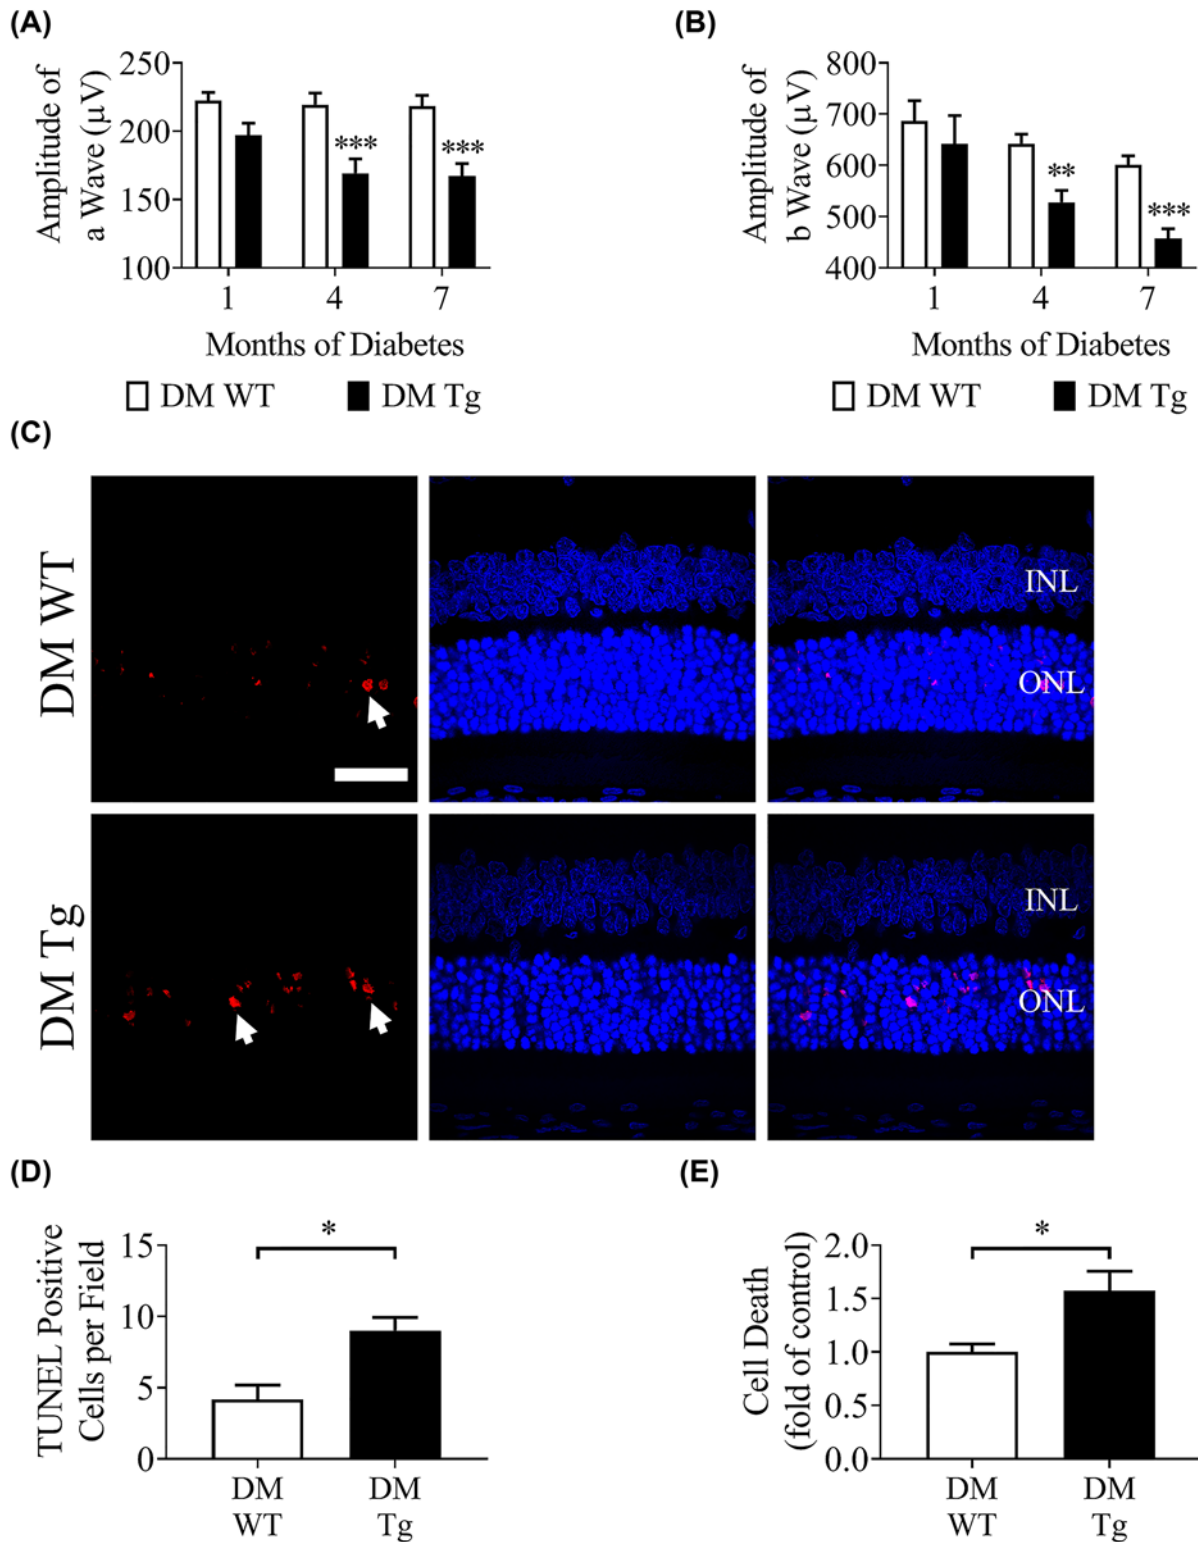 (A)
Amplitude of
a Wave (μV)
250
200
150
100
1 4 7
Months of Diabetes
*** ***
DM WT DM Tg
(B)
Amplitude of
b Wave (μV)
800
700
600
500
400
1 4 7
Months of Diabetes
** ***
DM WT DM Tg
(C)
DM WT
INL
ONL
DM Tg
INL
ONL
(D)
TUNEL Positive
Cells per Field
15
10
5
0
*
DM DM
WT Tg
(E)
Cell Death
(fold of control)
2.0
1.5
1.0
0.5
0.0
*
DM DM
WT Tg